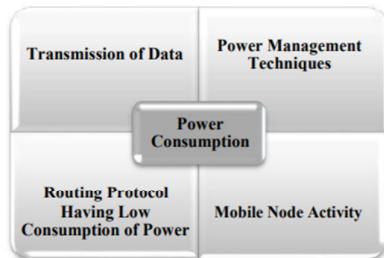 Transmission of Data
Power Management
Techniques
Power
Consumption
Routing Protocol
Having Low
Consumption of Power
Mobile Node Activity